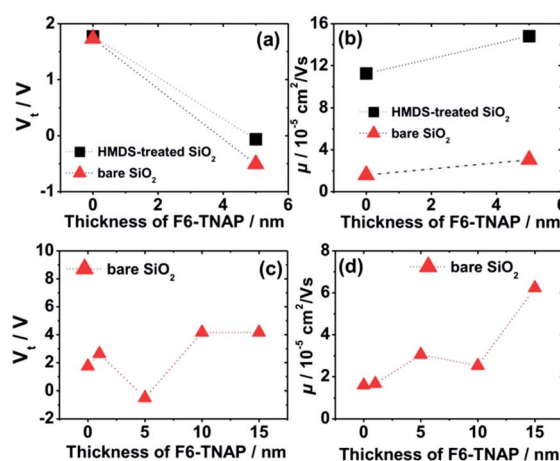 (a)
V_t / V
2
1
0
-1
HMDS-treated SiO₂
bare SiO₂
0 2 4 6
Thickness of F6-TNAP / nm
(b)
μ / 10⁻⁵ cm²/Vs
16
12
8
4
0
HMDS-treated SiO₂
bare SiO₂
0 2 4 6
Thickness of F6-TNAP / nm
(c)
V_t / V
10
8
6
4
2
0
-2
bare SiO₂
0 5 10 15
Thickness of F6-TNAP / nm
(d)
μ / 10⁻⁵ cm²/Vs
8
6
4
2
0
bare SiO₂
0 5 10 15
Thickness of F6-TNAP / nm